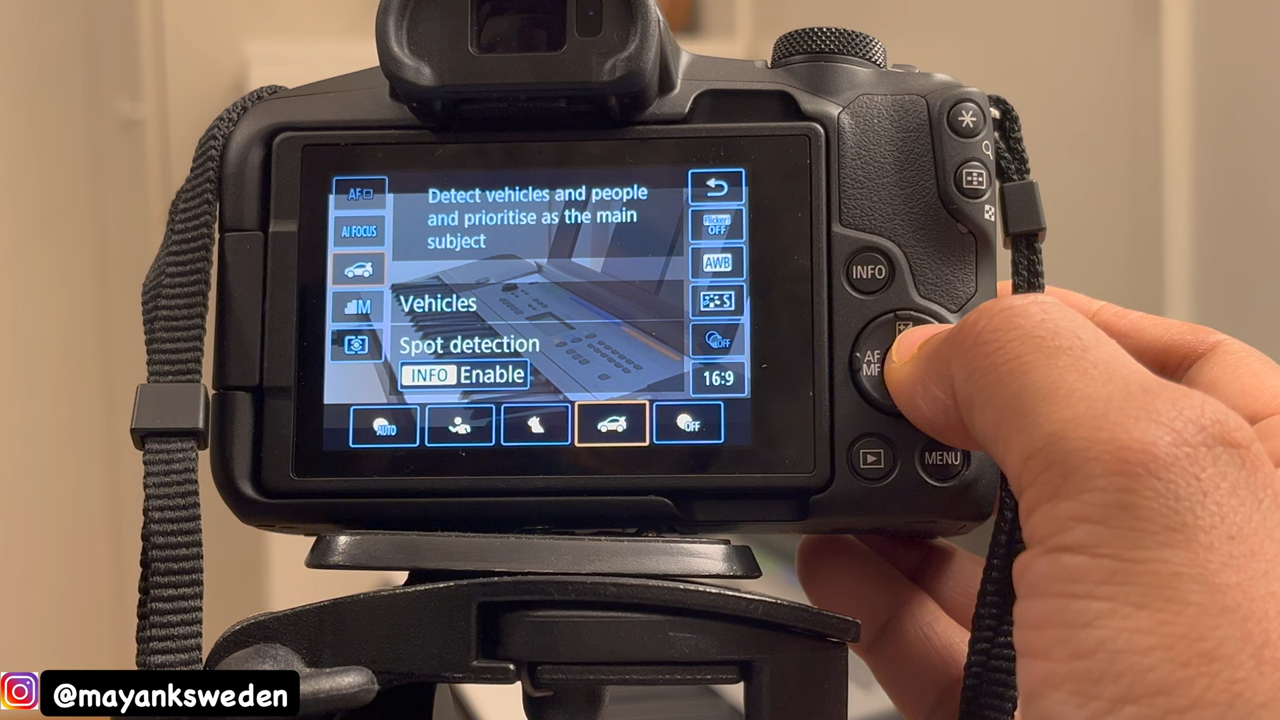 AF
Detect vehicles and people
and prioritise as the main
subject
AI FOCUS
Flicker!
OFF
AWB
M
Vehicles
S
Spot detection
OFF
INFO Enable
16:9
AUTO
OFF
INFO
AF
MF
MENU
@mayanksweden